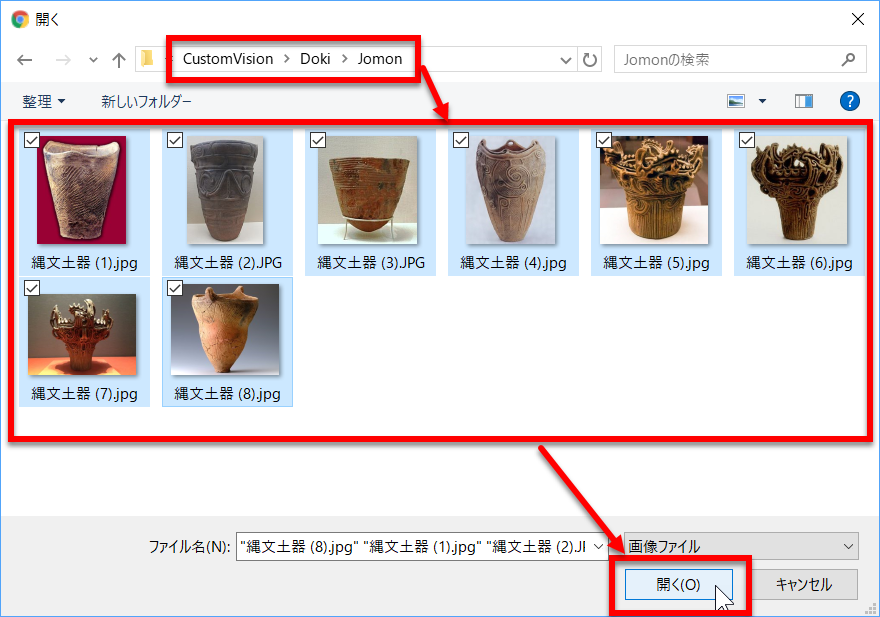 開く
CustomVision > Doki > Jomon
Jomonの検索
整理
新しいフォルダー
?
縄文土器 (1).jpg
縄文土器 (2).JPG
縄文土器 (3).JPG
縄文土器 (4).jpg
縄文土器 (5).jpg
縄文土器 (6).jpg
縄文土器 (7).jpg
縄文土器 (8).jpg
ファイル名(N):
"縄文土器 (8).jpg" "縄文土器 (1).jpg" "縄文土器 (2).JI
画像ファイル
開く(O)
キャンセル